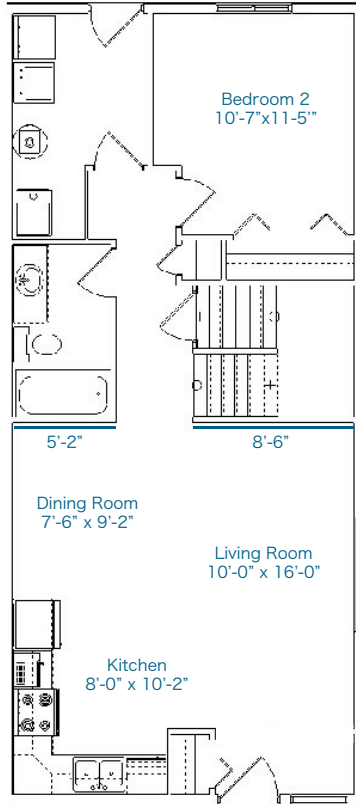 Bedroom 2
10’-7”x11-5’”
5’-2”
8’-6”
Dining Room
7’-6” x 9’-2”
Living Room
10’-0” x 16’-0”
Kitchen
8’-0” x 10’-2”